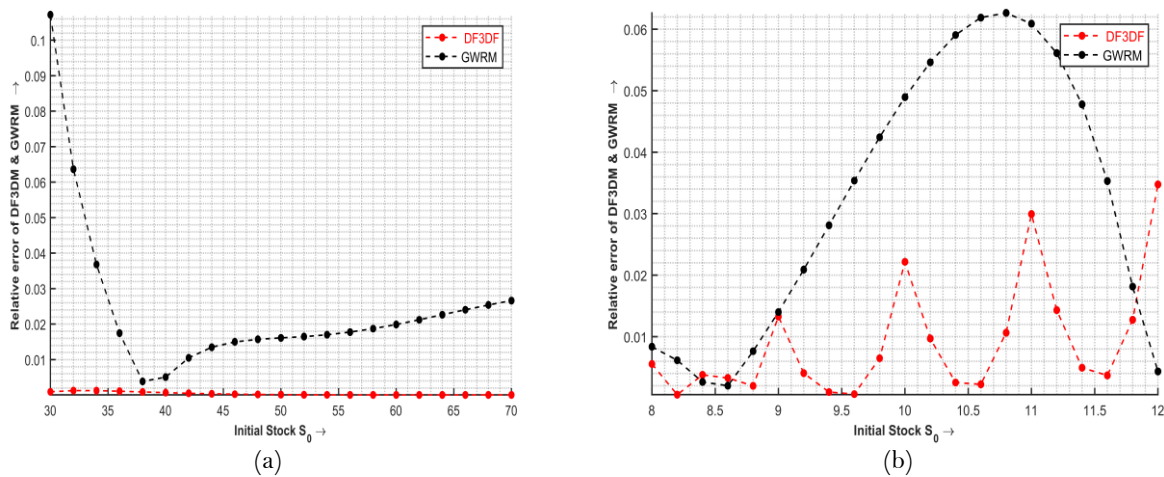 Relative error of DF3DM & GWRM →
0.1
0.09
0.08
0.07
0.06
0.05
0.04
0.03
0.02
0.01
30 35 40 45 50 55 60 65 70
Initial Stock S_0 →
DF3DF
GWRM
(a)
Relative error of DF3DM & GWRM →
0.06
0.05
0.04
0.03
0.02
0.01
8 8.5 9 9.5 10 10.5 11 11.5 12
Initial Stock S_0 →
DF3DF
GWRM
(b)